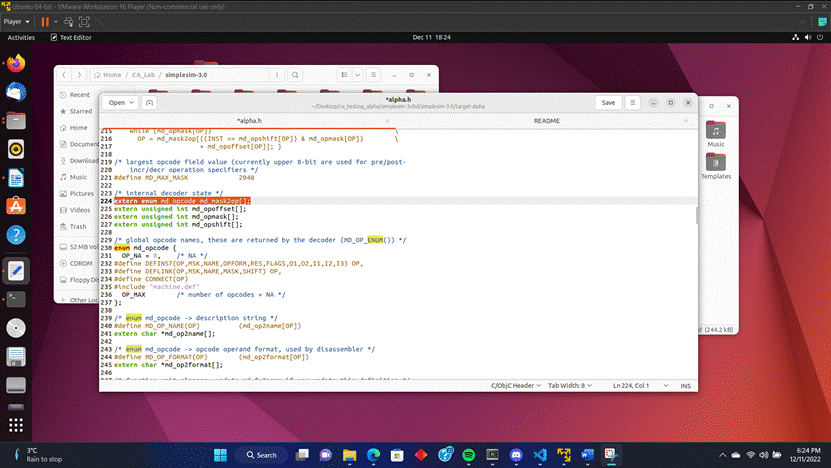 Ubuntu 64-bit - VMware Workstation 16 Player (Non-commercial use only)
Player
Activities
Text Editor
Dec 11 18:24
Home / CA_Lab / simplesim-3.0
Recent
Starred
Home
Documen
Download
Music
Pictures
Videos
Trash
52 MB Vol
CDROM
Floppy Dis
Other Loc
Music
Templates
(244.2 kB)
Open
*alpha.h
~/Desktop/ca_testing_alpha/simplesim-3v0d/simplesim-3.0/target-alpha
Save
*alpha.h
README
215 while (md_opmask[OP]) \
216 OP = md_mask2op[((INST >> md_opshift[OP]) & md_opmask[OP]) \
217 + md_opoffset[OP]]; }
218
219 /* largest opcode field value (currently upper 8-bit are used for pre/post-
220 incr/decr operation specifiers */
221 #define MD_MAX_MASK 2048
222
223 /* internal decoder state */
224 extern enum md_opcode md_mask2op[];
225 extern unsigned int md_opoffset[];
226 extern unsigned int md_opmask[];
227 extern unsigned int md_opshift[];
228
229 /* global opcode names, these are returned by the decoder (MD_OP_ENUM()) */
230 enum md_opcode {
231 OP_NA = 0, /* NA */
232 #define DEFINST(OP,MSK,NAME,OPFORM,RES,FLAGS,O1,O2,I1,I2,I3) OP,
233 #define DEFLINK(OP,MSK,NAME,MASK,SHIFT) OP,
234 #define CONNECT(OP)
235 #include "machine.def"
236 OP_MAX /* number of opcodes + NA */
237 };
238
239 /* enum md_opcode -> description string */
240 #define MD_OP_NAME(OP) (md_op2name[OP])
241 extern char *md_op2name[];
242
243 /* enum md_opcode -> opcode operand format, used by disassembler */
244 #define MD_OP_FORMAT(OP) (md_op2format[OP])
245 extern char *md_op2format[];
246
C/ObjC Header
Tab Width: 8
Ln 224, Col 1
INS
3°C
Rain to stop
Search
6:24 PM
12/11/2022